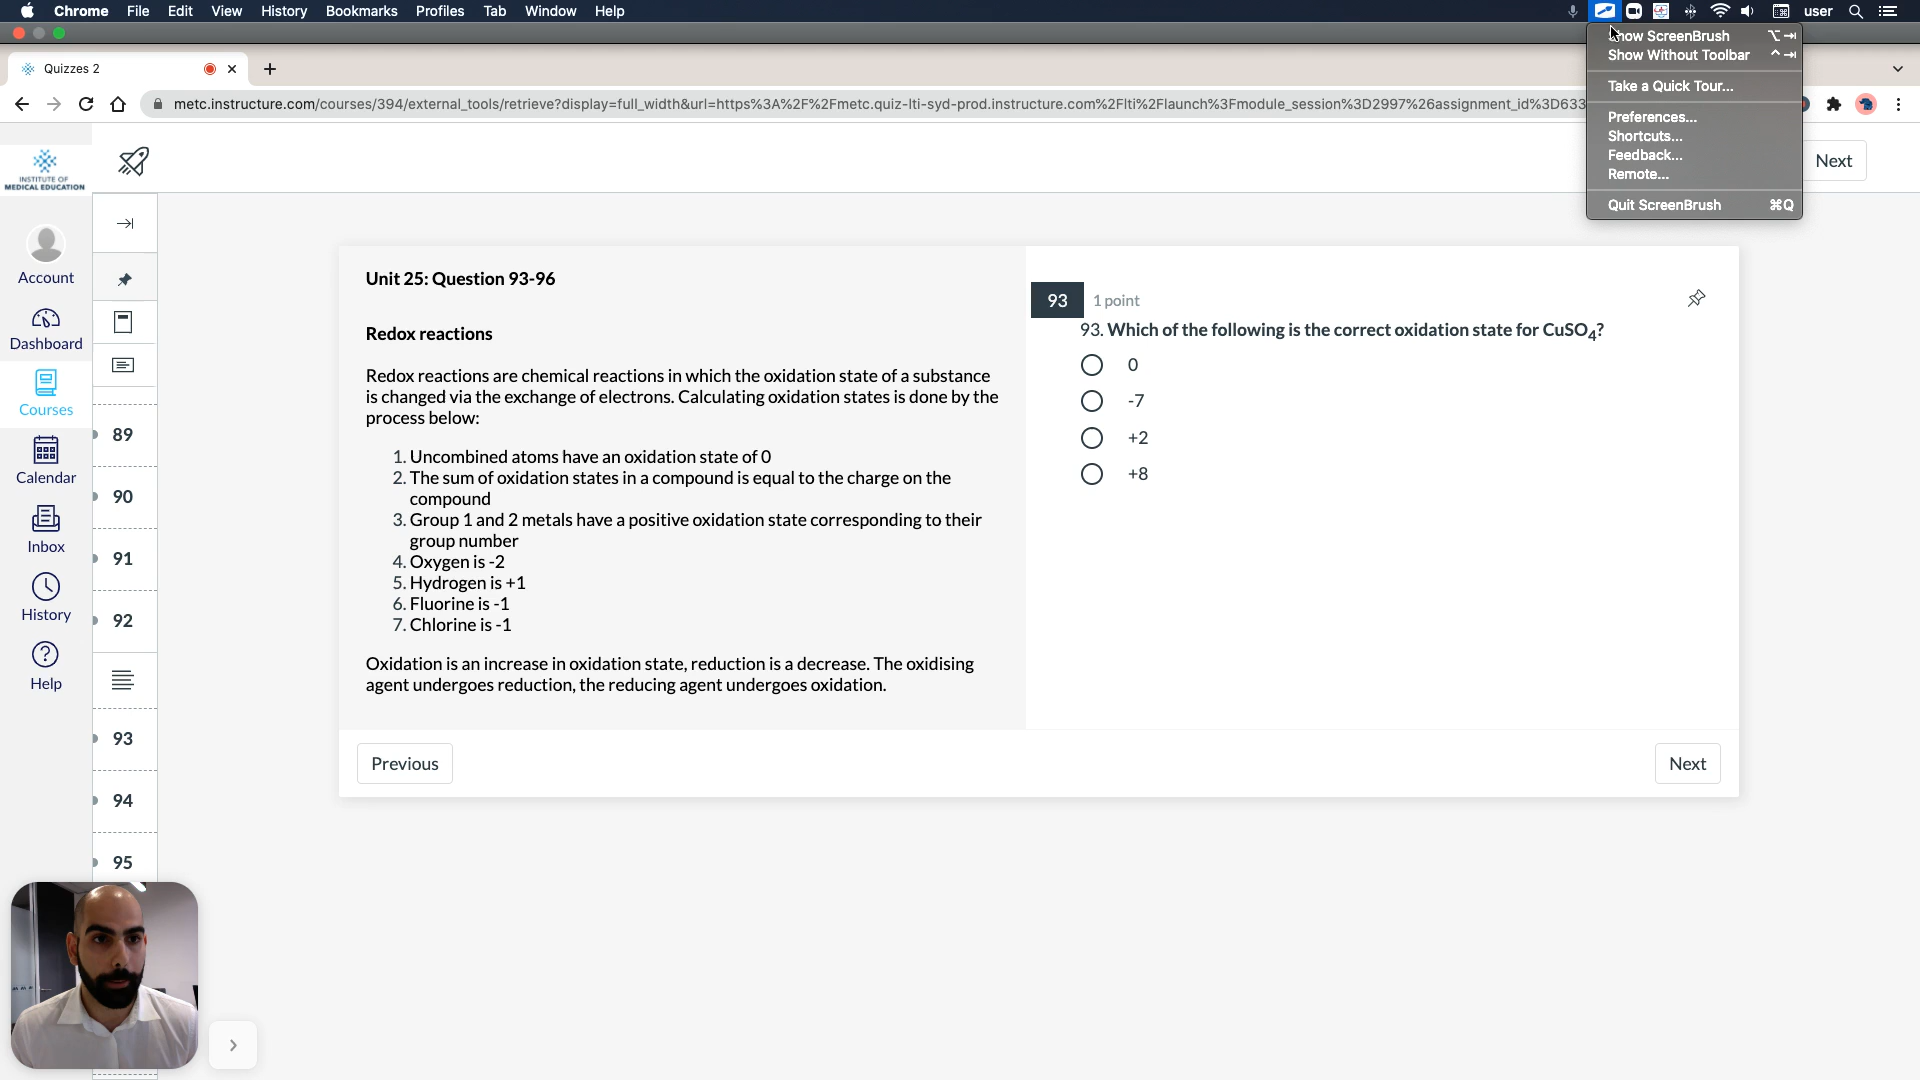 Chrome File Edit View History Bookmarks Profiles Tab Window Help user
Quizzes 2
metc.instructure.com/courses/394/external_tools/retrieve?display=full_width&url=https%3A%2F%2Fmetc.quiz-lti-syd-prod.instructure.com%2Flti%2Flaunch%3Fmodule_session%3D2997%26assignment_id%3D633
Show ScreenBrush ⌥⇥
Show Without Toolbar ^⇥
Take a Quick Tour...
Preferences...
Shortcuts...
Feedback...
Remote...
Quit ScreenBrush ⌘Q
Next
INSTITUTE OF
MEDICAL EDUCATION
Account
Dashboard
Courses
Calendar
Inbox
History
Help
89
90
91
92
93
94
95
Unit 25: Question 93-96
Redox reactions
Redox reactions are chemical reactions in which the oxidation state of a substance
is changed via the exchange of electrons. Calculating oxidation states is done by the
process below:
1. Uncombined atoms have an oxidation state of 0
2. The sum of oxidation states in a compound is equal to the charge on the
compound
3. Group 1 and 2 metals have a positive oxidation state corresponding to their
group number
4. Oxygen is -2
5. Hydrogen is +1
6. Fluorine is -1
7. Chlorine is -1
Oxidation is an increase in oxidation state, reduction is a decrease. The oxidising
agent undergoes reduction, the reducing agent undergoes oxidation.
93 1 point
93. Which of the following is the correct oxidation state for CuSO₄?
0
-7
+2
+8
Previous
Next